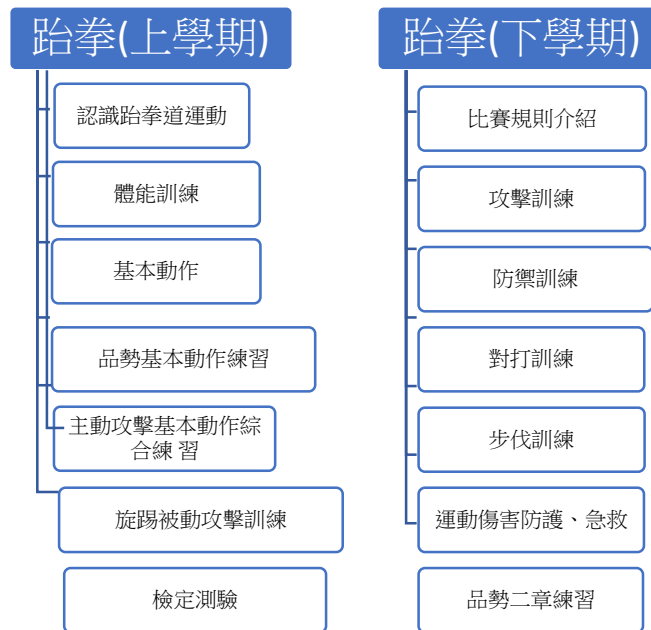 跆拳(上學期)
認識跆拳道運動
體能訓練
基本動作
品勢基本動作練習
主動攻擊基本動作綜
合練 習
旋踢被動攻擊訓練
檢定測驗
跆拳(下學期)
比賽規則介紹
攻擊訓練
防禦訓練
對打訓練
步伐訓練
運動傷害防護、急救
品勢二章練習